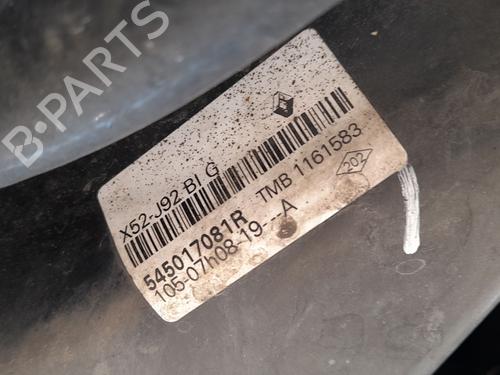 B-PARTS
X52-J92-BI G
545017081R
TMB 1161583
105-07h08-19---A
202